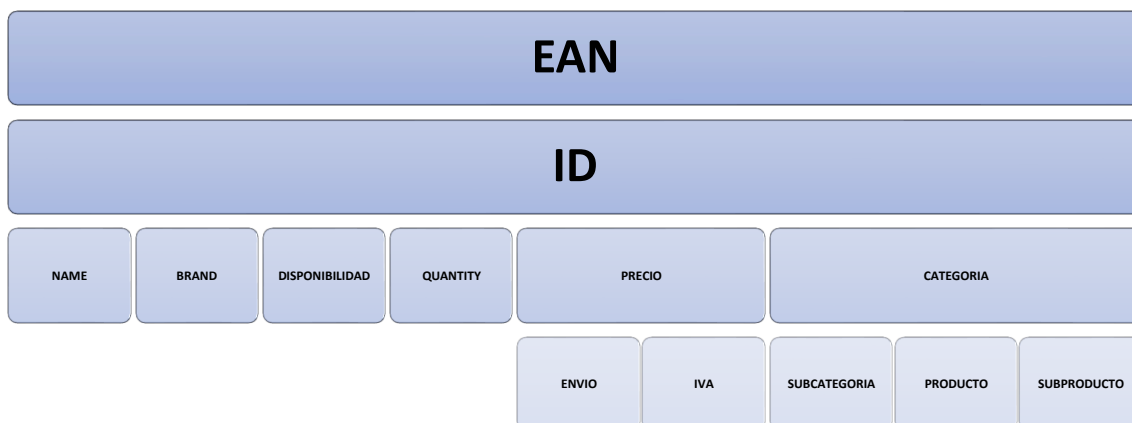 EAN
ID
NAME BRAND DISPONIBILIDAD QUANTITY PRECIO CATEGORIA
ENVIO IVA SUBCATEGORIA PRODUCTO SUBPRODUCTO